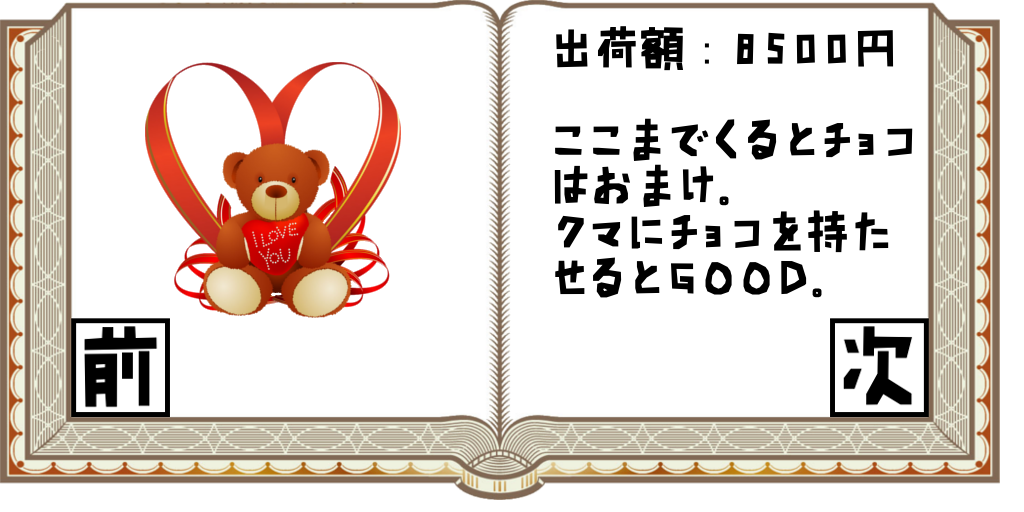 I LOVE
YOU
前
出荷額：8500円
ここまでくるとチョコ
はおまけ。
クマにチョコを持た
せるとGOOD。
次